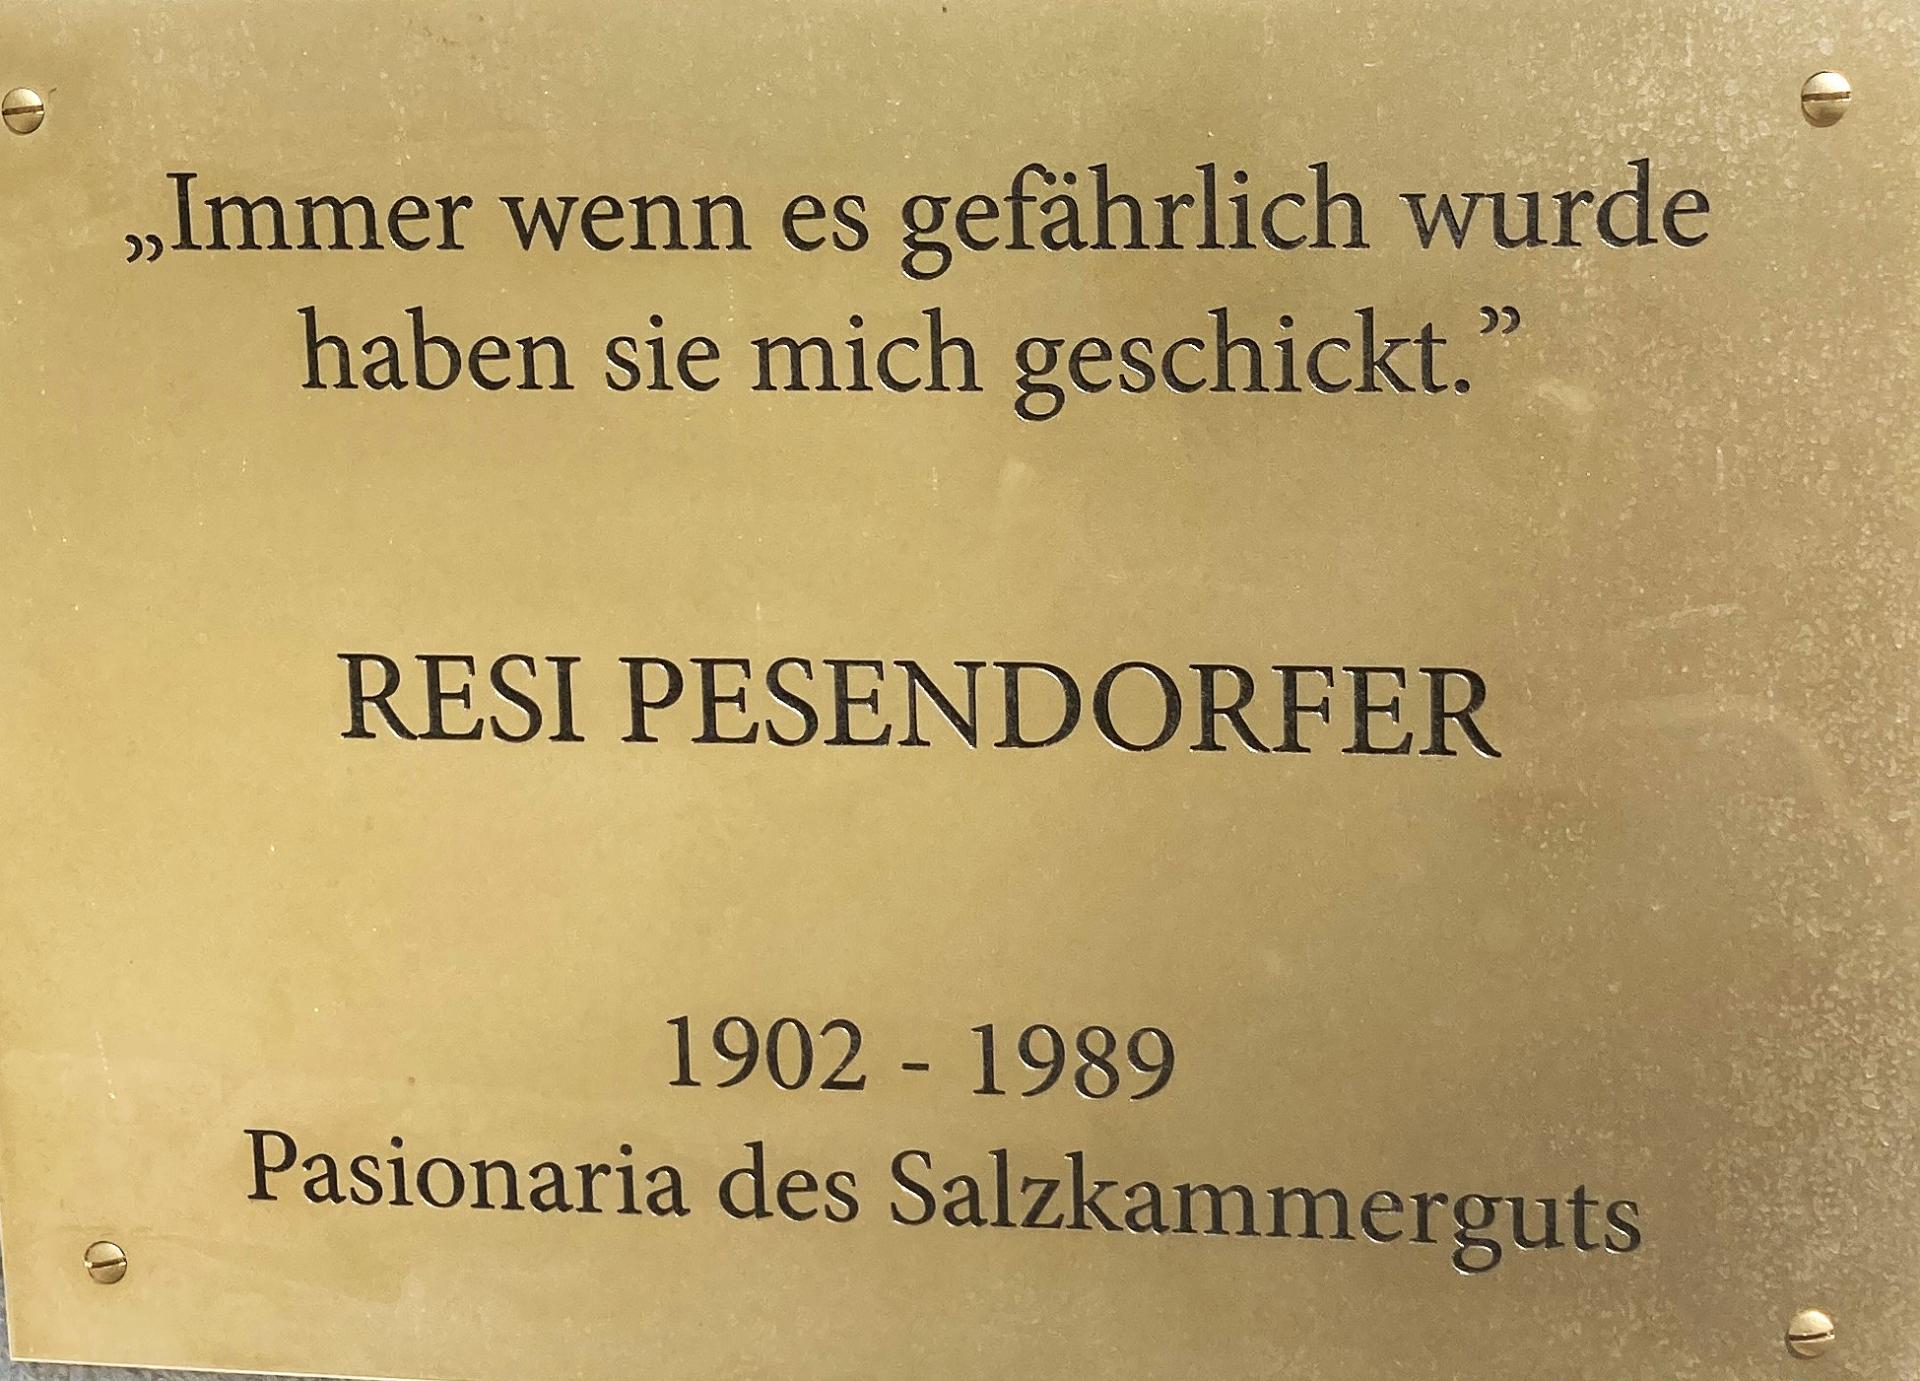 „Immer wenn es gefährlich wurde
haben sie mich geschickt.”
RESI PESENDORFER
1902 - 1989
Pasionaria des Salzkammerguts